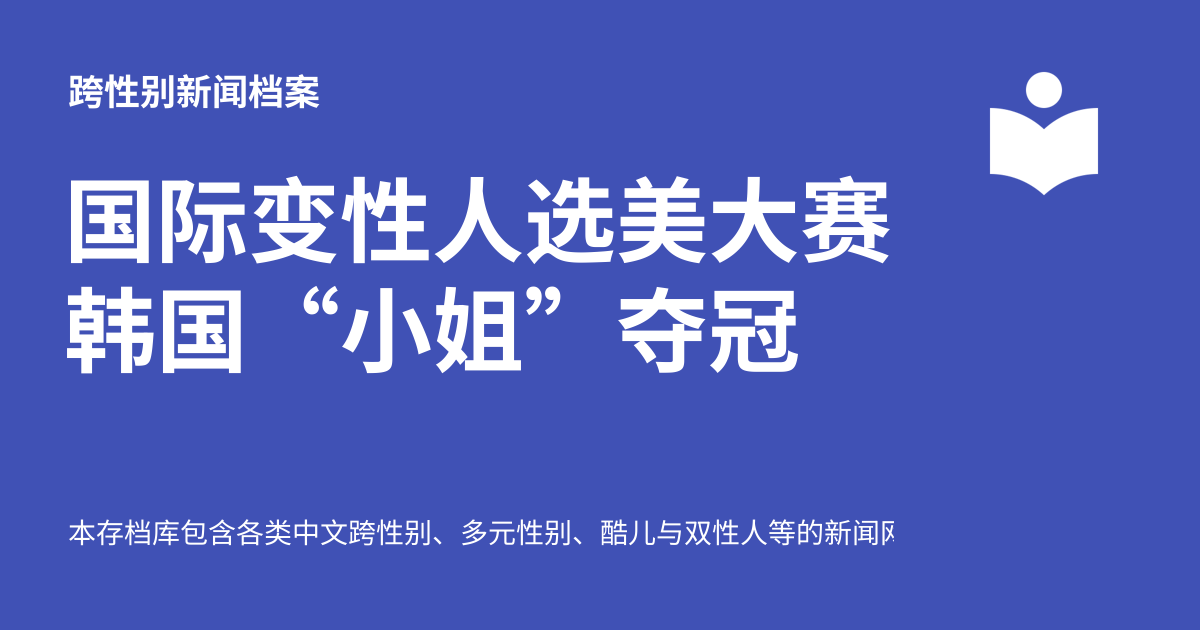 跨性别新闻档案
国际变性人选美大赛
韩国“小姐”夺冠
本存档库包含各类中文跨性别、多元性别、酷儿与双性人等的新闻